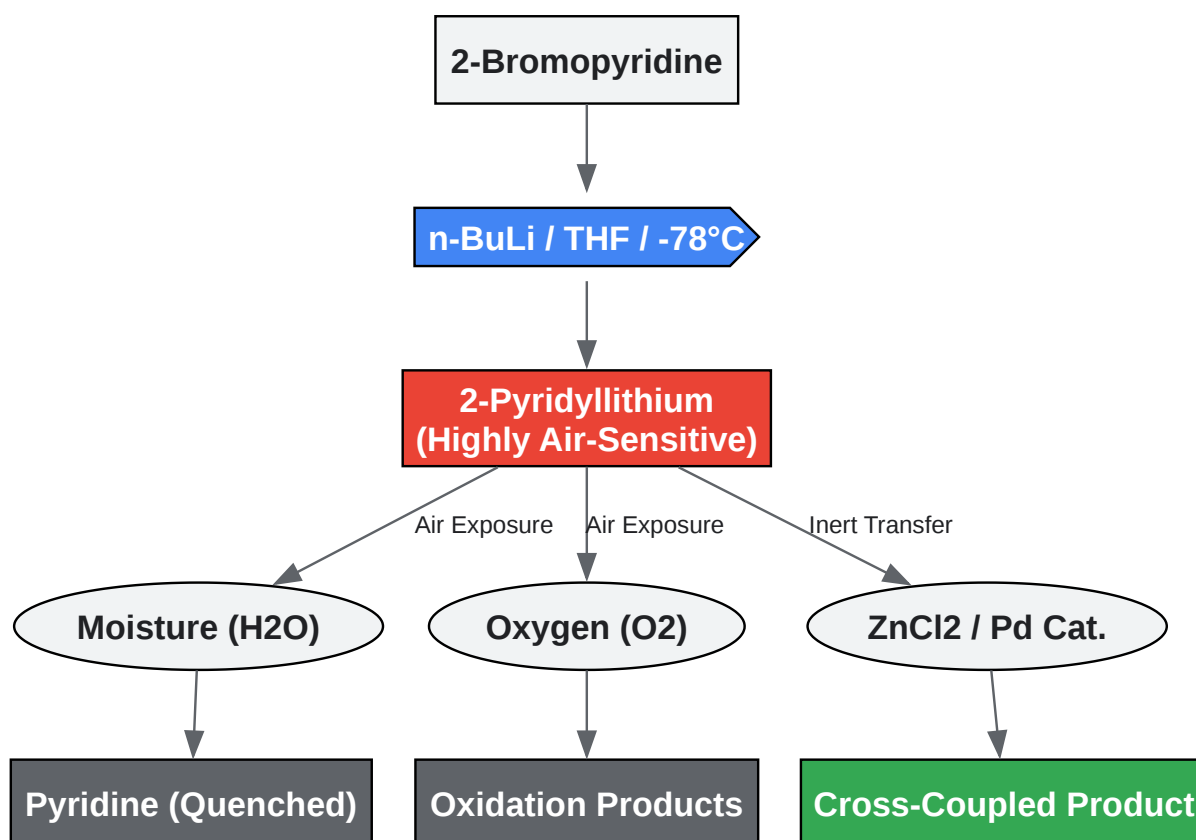 2-Bromopyridine
n-BuLi / THF / -78°C
2-Pyridyllithium
(Highly Air-Sensitive)
Air Exposure
Air Exposure
Inert Transfer
Moisture (H2O)
Oxygen (O2)
ZnCl2 / Pd Cat.
Pyridine (Quenched)
Oxidation Products
Cross-Coupled Product